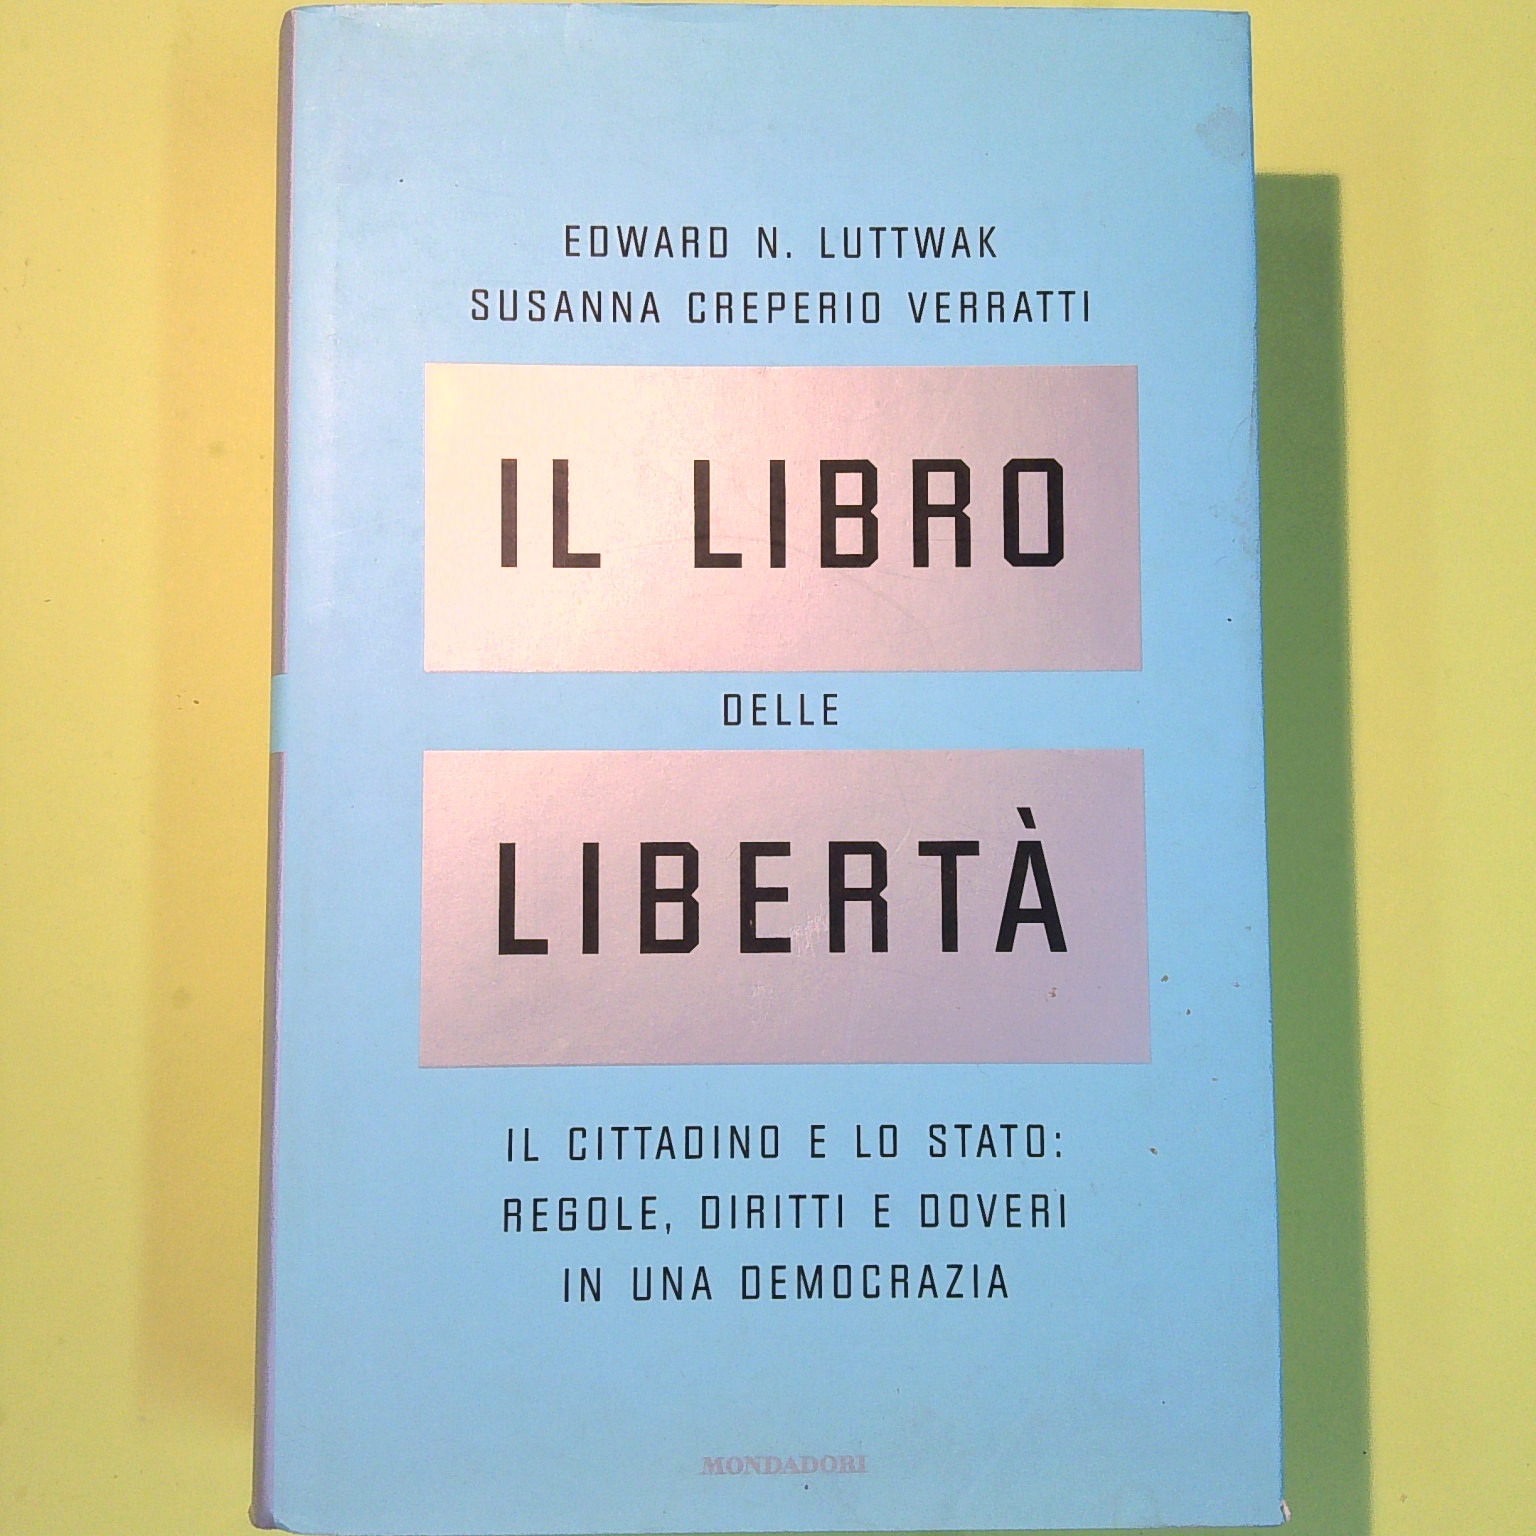 EDWARD N. LUTTWAK
SUSANNA CREPERIO VERRATTI
IL LIBRO
DELLE
LIBERTÀ
IL CITTADINO E LO STATO:
REGOLE, DIRITTI E DOVERI
IN UNA DEMOCRAZIA
MONDADORI